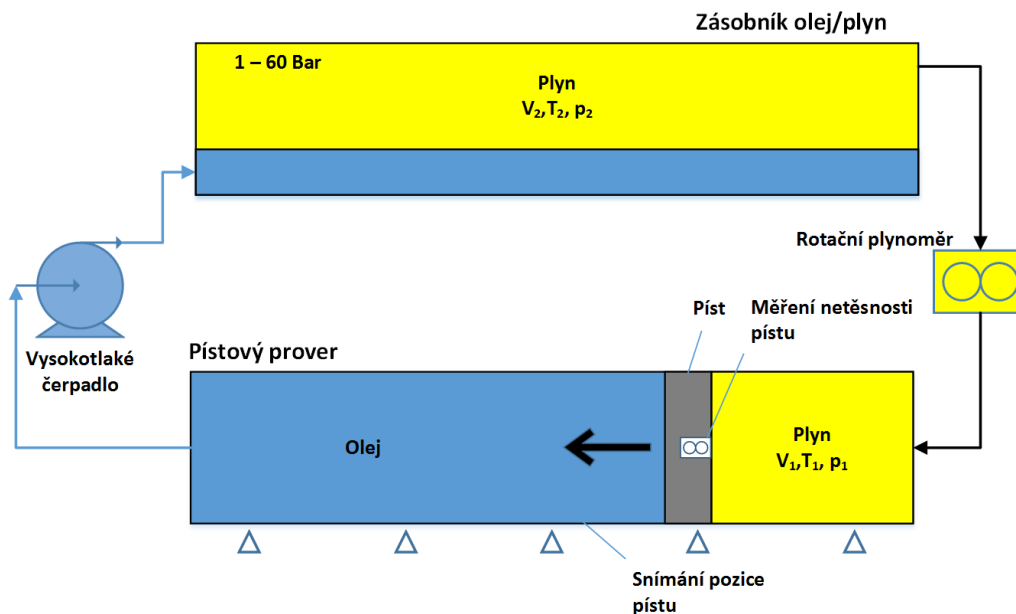 Zásobník olej/plyn
1 – 60 Bar
Plyn
V₂,T₂, p₂
Rotační plynoměr
Píst
Měření netěsnosti
pístu
Vysokotlaké
čerpadlo
Pístový prover
Olej
Plyn
V₁,T₁, p₁
Snímání pozice
pístu